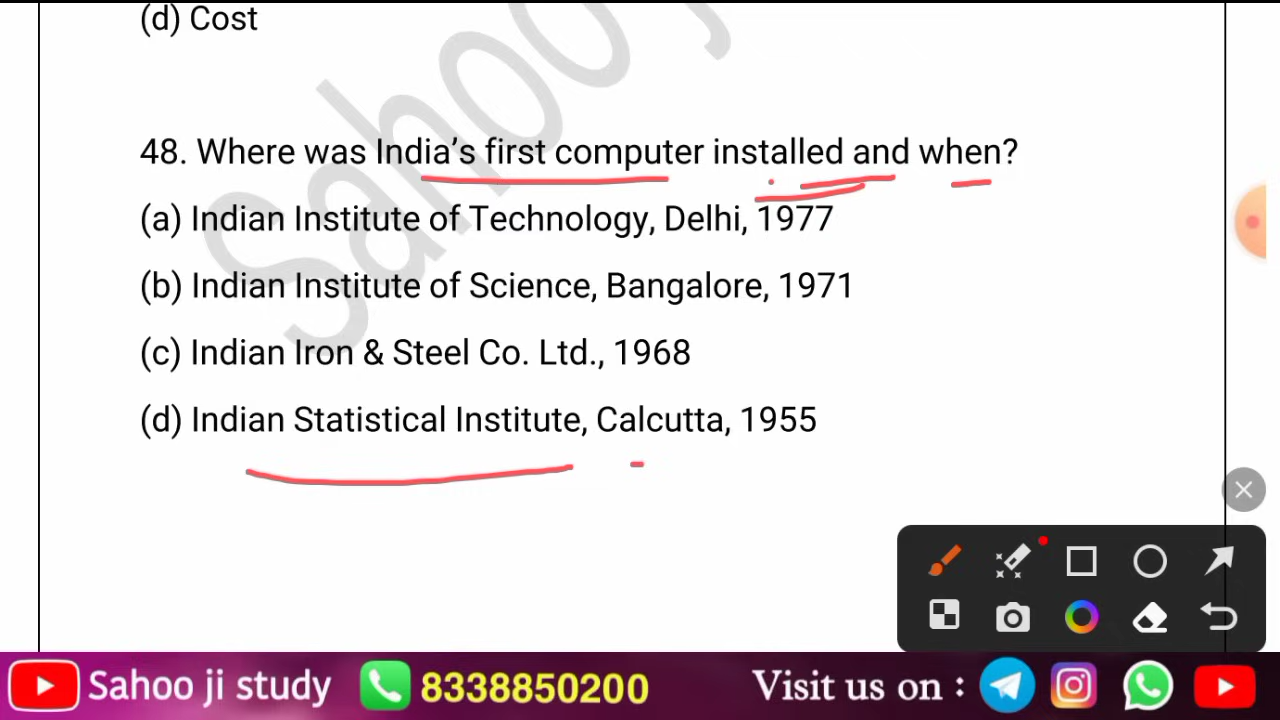 (d) Cost
48. Where was India's first computer installed and when?
(a) Indian Institute of Technology, Delhi, 1977
(b) Indian Institute of Science, Bangalore, 1971
(c) Indian Iron & Steel Co. Ltd., 1968
(d) Indian Statistical Institute, Calcutta, 1955
Sahoo j
Sahoo ji study 8338850200 Visit us on :